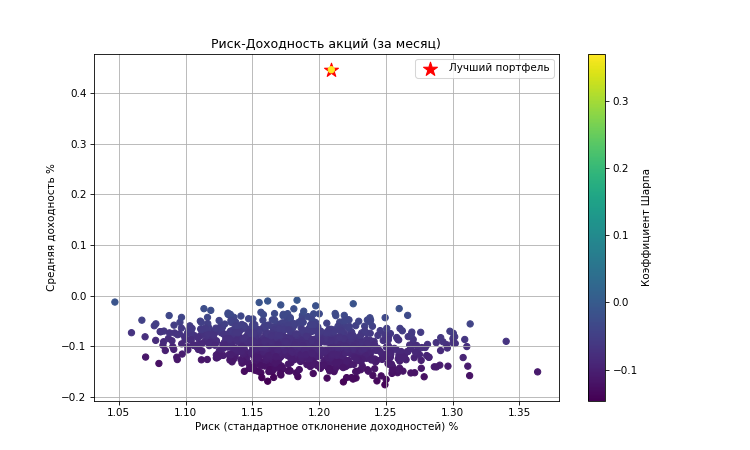 Риск-Доходность акций (за месяц)
Лучший портфель
Средняя доходность %
0.4
0.3
0.2
0.1
0.0
−0.1
−0.2
1.05 1.10 1.15 1.20 1.25 1.30 1.35
Риск (стандартное отклонение доходностей) %
0.3
0.2
0.1
0.0
−0.1
Коэффициент Шарпа